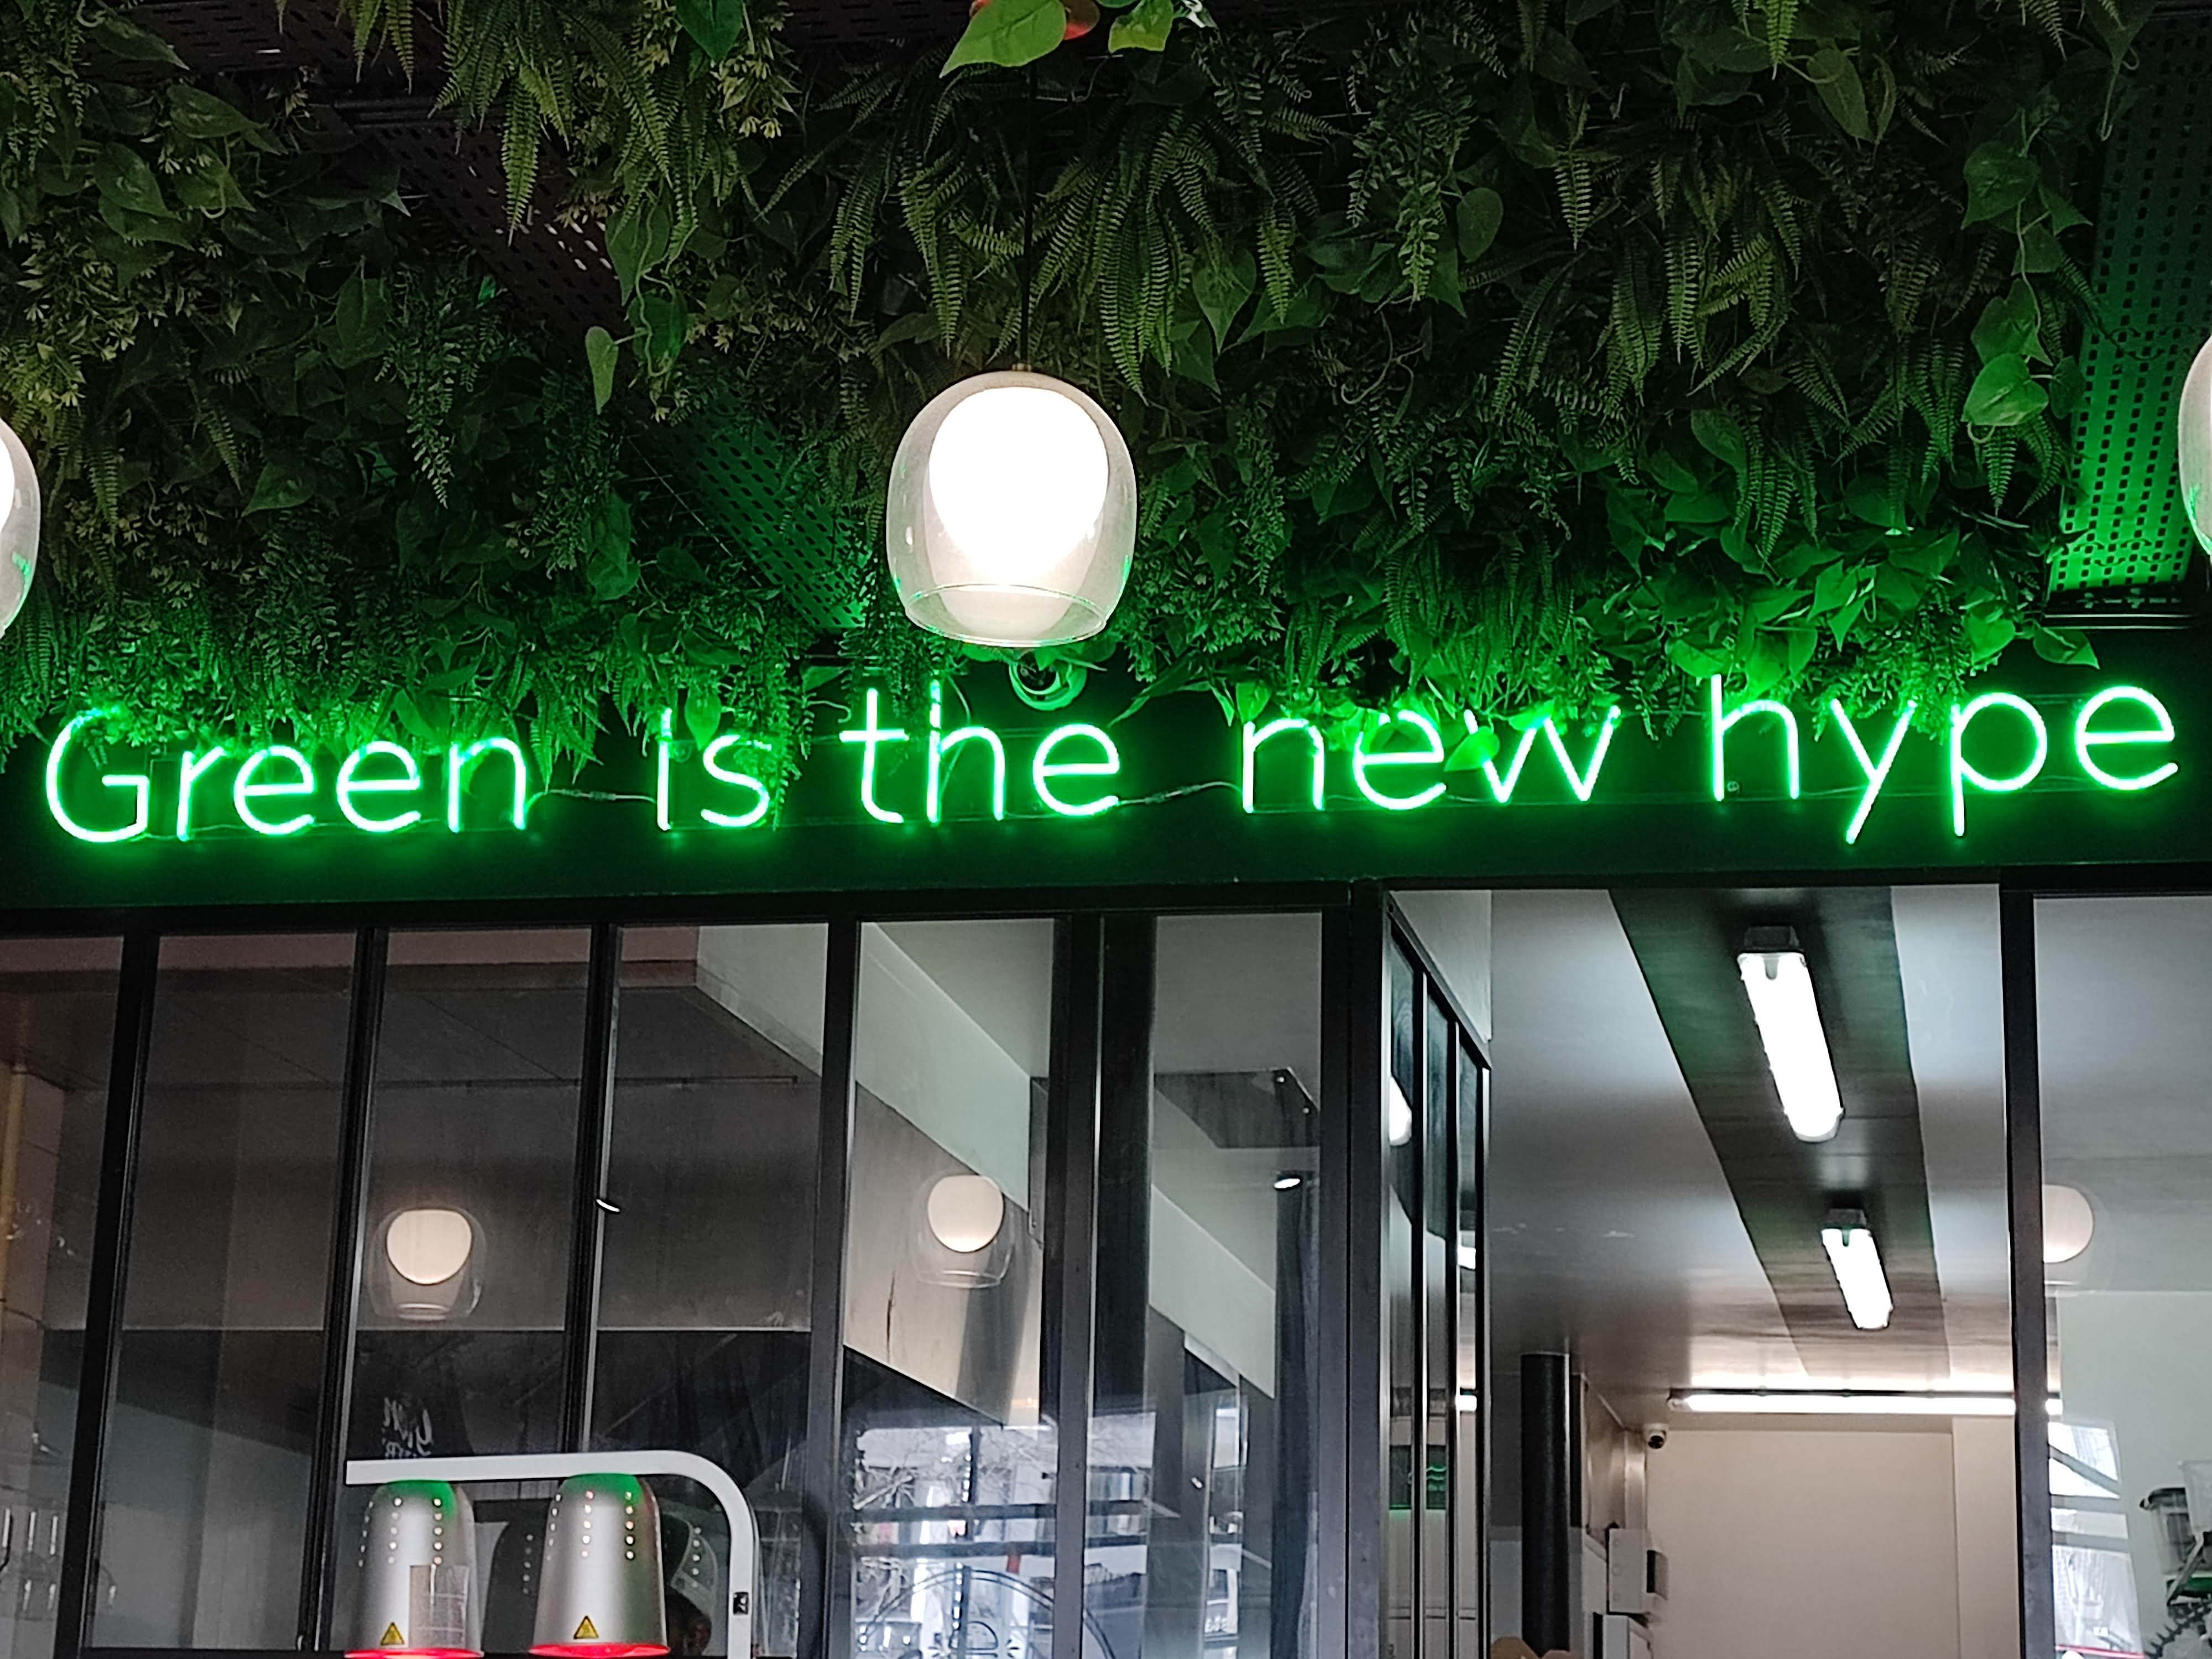 Green is the new hype